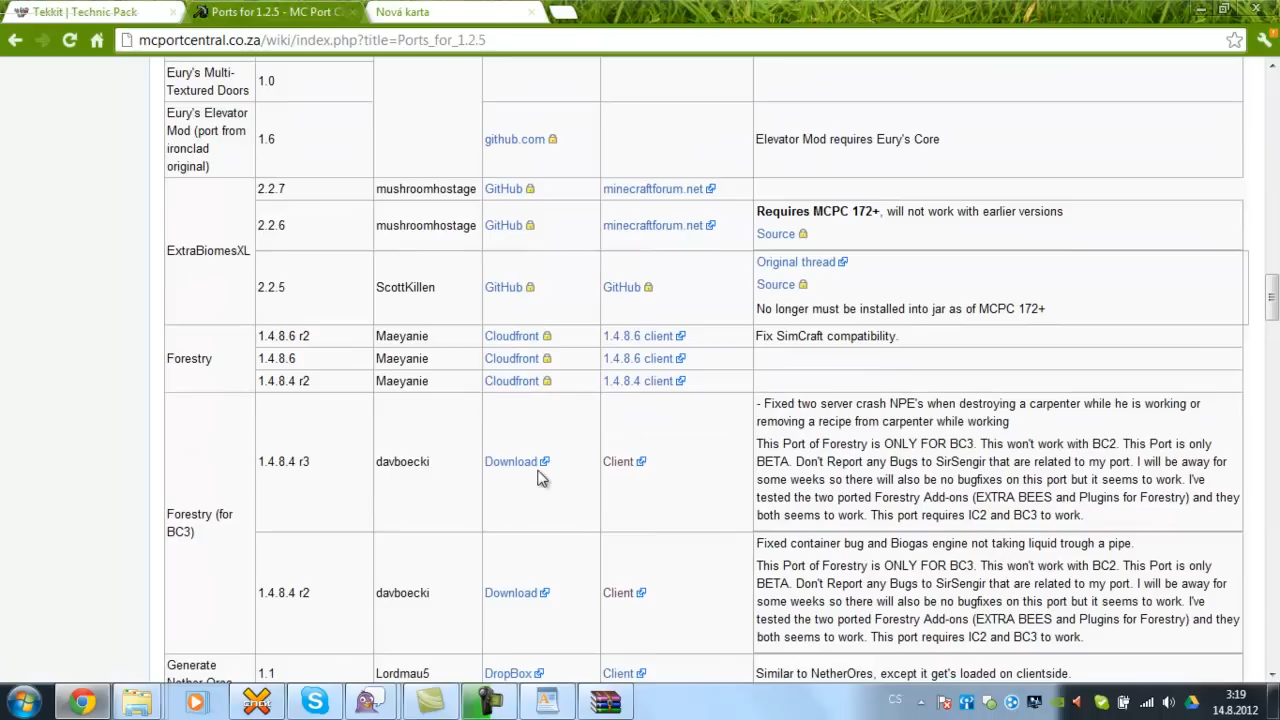 Tekkit | Technic Pack
Ports for 1.2.5 - MC Port C
Nová karta
mcportcentral.co.za/wiki/index.php?title=Ports_for_1.2.5
Eury's Multi-
Textured Doors
1.0
Eury's Elevator
Mod (port from
ironclad
original)
1.6
github.com
Elevator Mod requires Eury's Core
ExtraBiomesXL
2.2.7
mushroomhostage
GitHub
minecraftforum.net
2.2.6
mushroomhostage
GitHub
minecraftforum.net
Requires MCPC 172+, will not work with earlier versions
Source
2.2.5
ScottKillen
GitHub
GitHub
Original thread
Source
No longer must be installed into jar as of MCPC 172+
Forestry
1.4.8.6 r2
Maeyanie
Cloudfront
1.4.8.6 client
Fix SimCraft compatibility.
1.4.8.6
Maeyanie
Cloudfront
1.4.8.6 client
1.4.8.4 r2
Maeyanie
Cloudfront
1.4.8.4 client
Forestry (for
BC3)
1.4.8.4 r3
davboecki
Download
Client
- Fixed two server crash NPE's when destroying a carpenter while he is working or
removing a recipe from carpenter while working
This Port of Forestry is ONLY FOR BC3. This won't work with BC2. This Port is only
BETA. Don't Report any Bugs to SirSengir that are related to my port. I will be away for
some weeks so there will also be no bugfixes on this port but it seems to work. I've
tested the two ported Forestry Add-ons (EXTRA BEES and Plugins for Forestry) and they
both seems to work. This port requires IC2 and BC3 to work.
1.4.8.4 r2
davboecki
Download
Client
Fixed container bug and Biogas engine not taking liquid trough a pipe.
This Port of Forestry is ONLY FOR BC3. This won't work with BC2. This Port is only
BETA. Don't Report any Bugs to SirSengir that are related to my port. I will be away for
some weeks so there will also be no bugfixes on this port but it seems to work. I've
tested the two ported Forestry Add-ons (EXTRA BEES and Plugins for Forestry) and they
both seems to work. This port requires IC2 and BC3 to work.
Generate
1.1
Lordmau5
DropBox
Client
Similar to NetherOres, except it get's loaded on clientside.
CS
3:19
14.8.2012